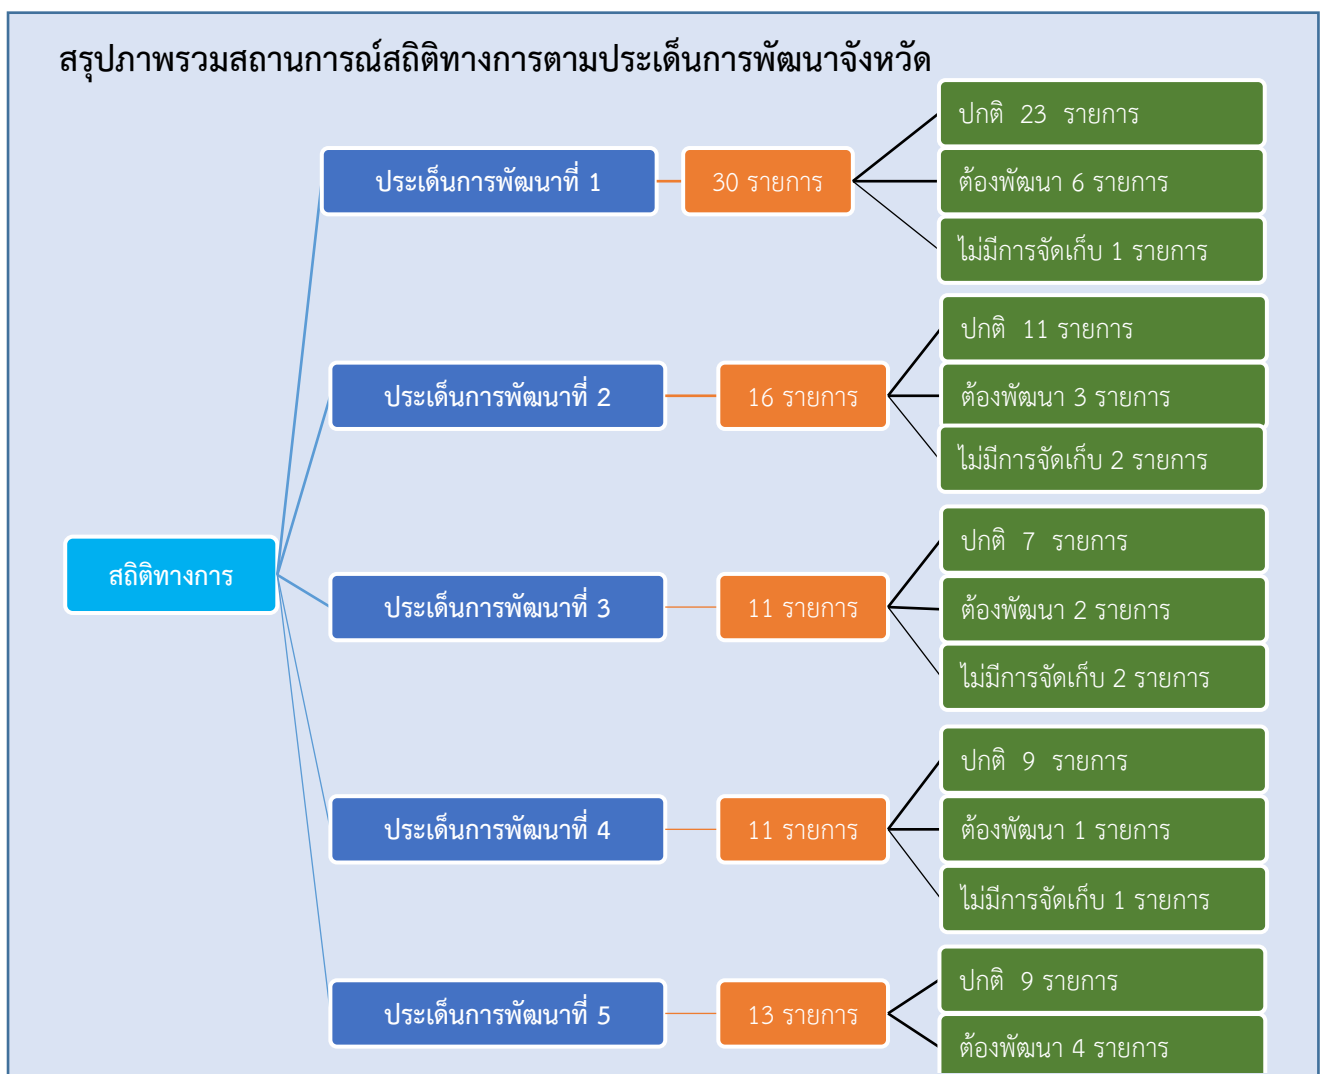 สรุปภาพรวมสถานการณ์สถิติทางการตามประเด็นการพัฒนาจังหวัด
สถิติทางการ
ประเด็นการพัฒนาที่ 1
30 รายการ
ปกติ 23 รายการ
ต้องพัฒนา 6 รายการ
ไม่มีการจัดเก็บ 1 รายการ
ประเด็นการพัฒนาที่ 2
16 รายการ
ปกติ 11 รายการ
ต้องพัฒนา 3 รายการ
ไม่มีการจัดเก็บ 2 รายการ
ประเด็นการพัฒนาที่ 3
11 รายการ
ปกติ 7 รายการ
ต้องพัฒนา 2 รายการ
ไม่มีการจัดเก็บ 2 รายการ
ประเด็นการพัฒนาที่ 4
11 รายการ
ปกติ 9 รายการ
ต้องพัฒนา 1 รายการ
ไม่มีการจัดเก็บ 1 รายการ
ประเด็นการพัฒนาที่ 5
13 รายการ
ปกติ 9 รายการ
ต้องพัฒนา 4 รายการ